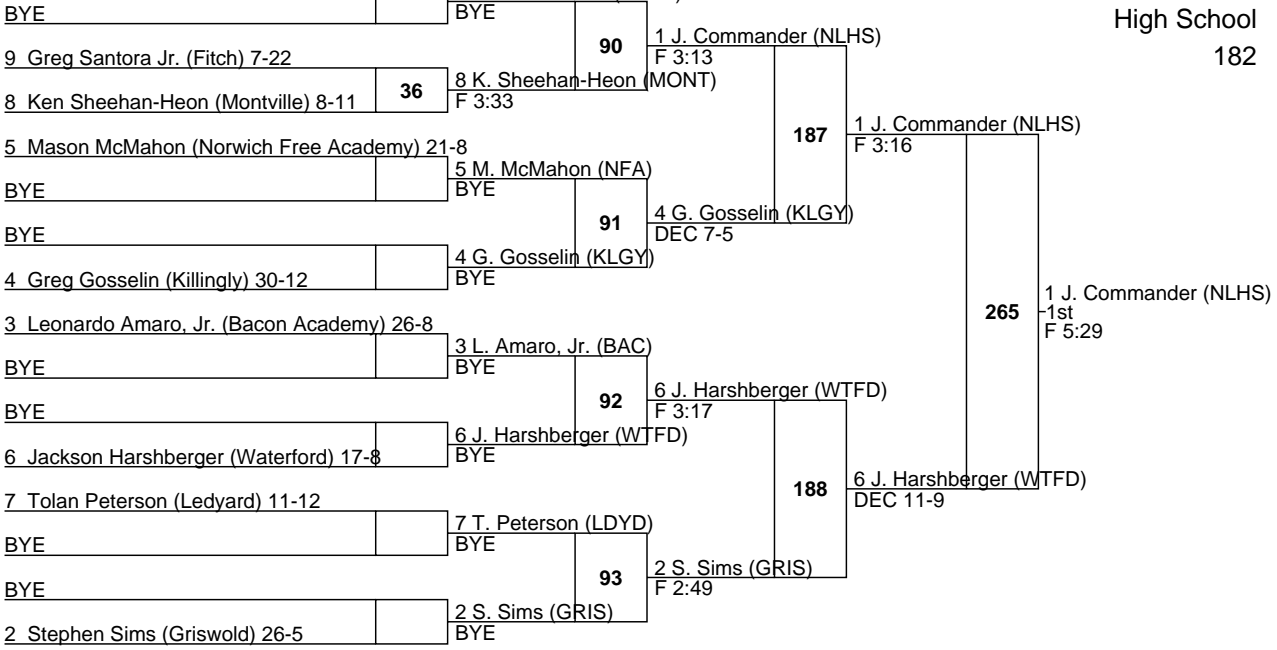 High School
182
BYE
9 Greg Santora Jr. (Fitch) 7-22
8 Ken Sheehan-Heon (Montville) 8-11
5 Mason McMahon (Norwich Free Academy) 21-8
BYE
BYE
4 Greg Gosselin (Killingly) 30-12
3 Leonardo Amaro, Jr. (Bacon Academy) 26-8
BYE
BYE
6 Jackson Harshberger (Waterford) 17-8
7 Tolan Peterson (Ledyard) 11-12
BYE
BYE
2 Stephen Sims (Griswold) 26-5
36
BYE
8 K. Sheehan-Heon (MONT)
F 3:33
5 M. McMahon (NFA)
BYE
4 G. Gosselin (KLGY)
BYE
3 L. Amaro, Jr. (BAC)
BYE
6 J. Harshberger (WTFD)
BYE
7 T. Peterson (LDYD)
BYE
2 S. Sims (GRIS)
BYE
90
91
92
93
1 J. Commander (NLHS)
F 3:13
4 G. Gosselin (KLGY)
DEC 7-5
6 J. Harshberger (WTFD)
F 3:17
2 S. Sims (GRIS)
F 2:49
187
188
1 J. Commander (NLHS)
F 3:16
6 J. Harshberger (WTFD)
DEC 11-9
265
1 J. Commander (NLHS)
1st
F 5:29